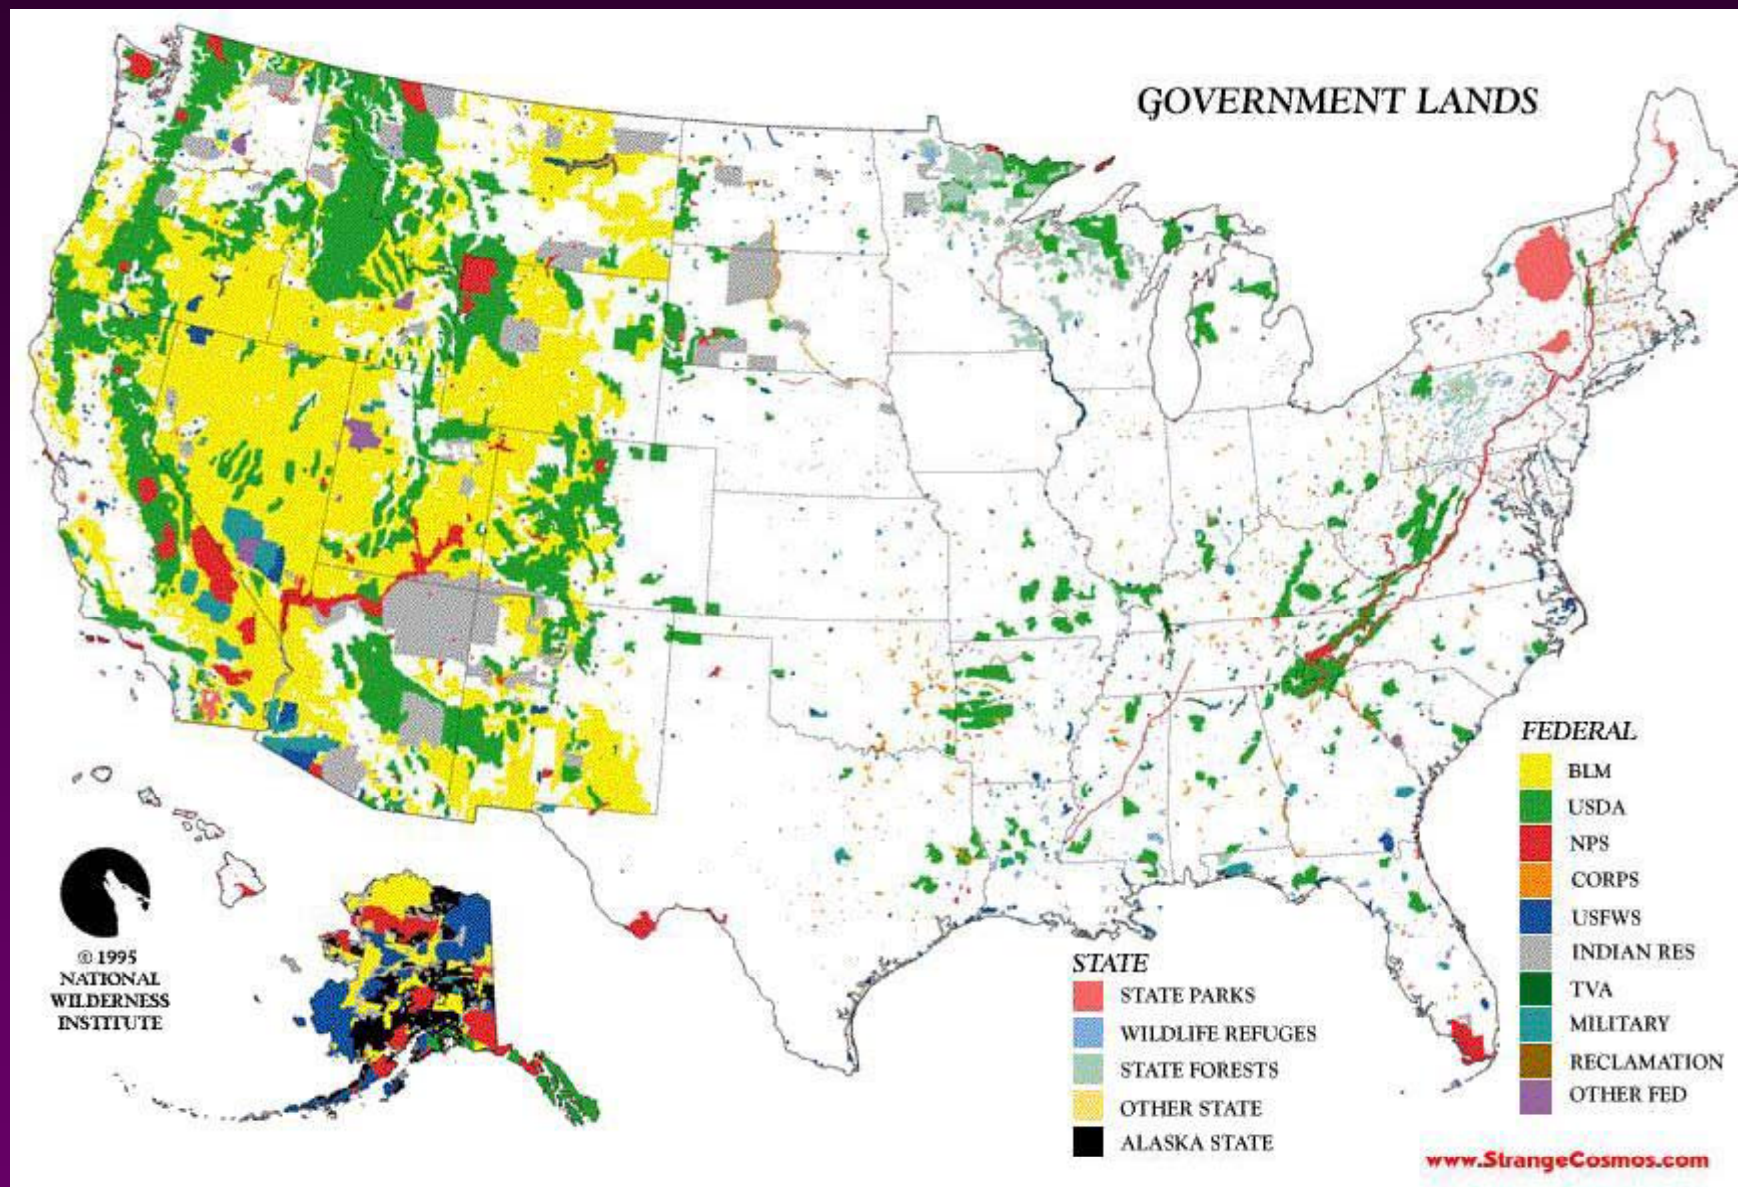 GOVERNMENT LANDS
FEDERAL
BLM
USDA
NPS
CORPS
USFWS
INDIAN RES
TVA
MILITARY
RECLAMATION
OTHER FED
STATE
STATE PARKS
WILDLIFE REFUGES
STATE FORESTS
OTHER STATE
ALASKA STATE
© 1995
NATIONAL
WILDERNESS
INSTITUTE
www.StrangeCosmos.com